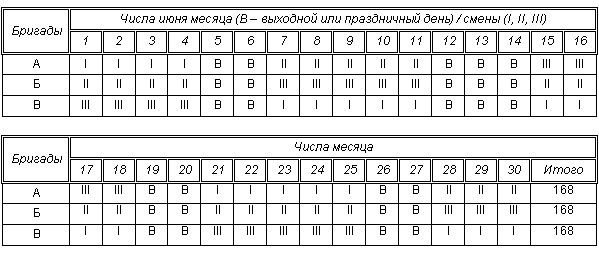 Бригады Числа июня месяца (В – выходной или праздничный день) / смены (I, II, III)
1 2 3 4 5 6 7 8 9 10 11 12 13 14 15 16
А I I I I В В II II II II II В В В III III
Б II II II II В В III III III III III В В В II II
В III III III III В В I I I I I В В В I I
Бригады Числа месяца
17 18 19 20 21 22 23 24 25 26 27 28 29 30 Итого
А III III В В I I I I I В В II II II 168
Б II II В В II II II II II В В III III III 168
В I I В В III III III III III В В I I I 168